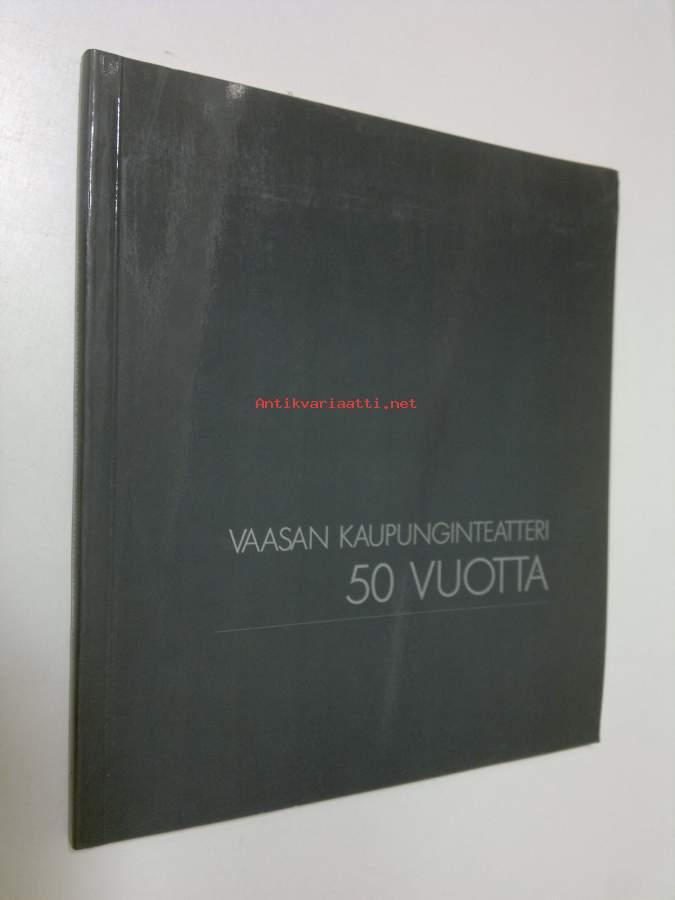 Antikvariaatti.net
VAASAN KAUPUNGINTEATTERI
50 VUOTTA